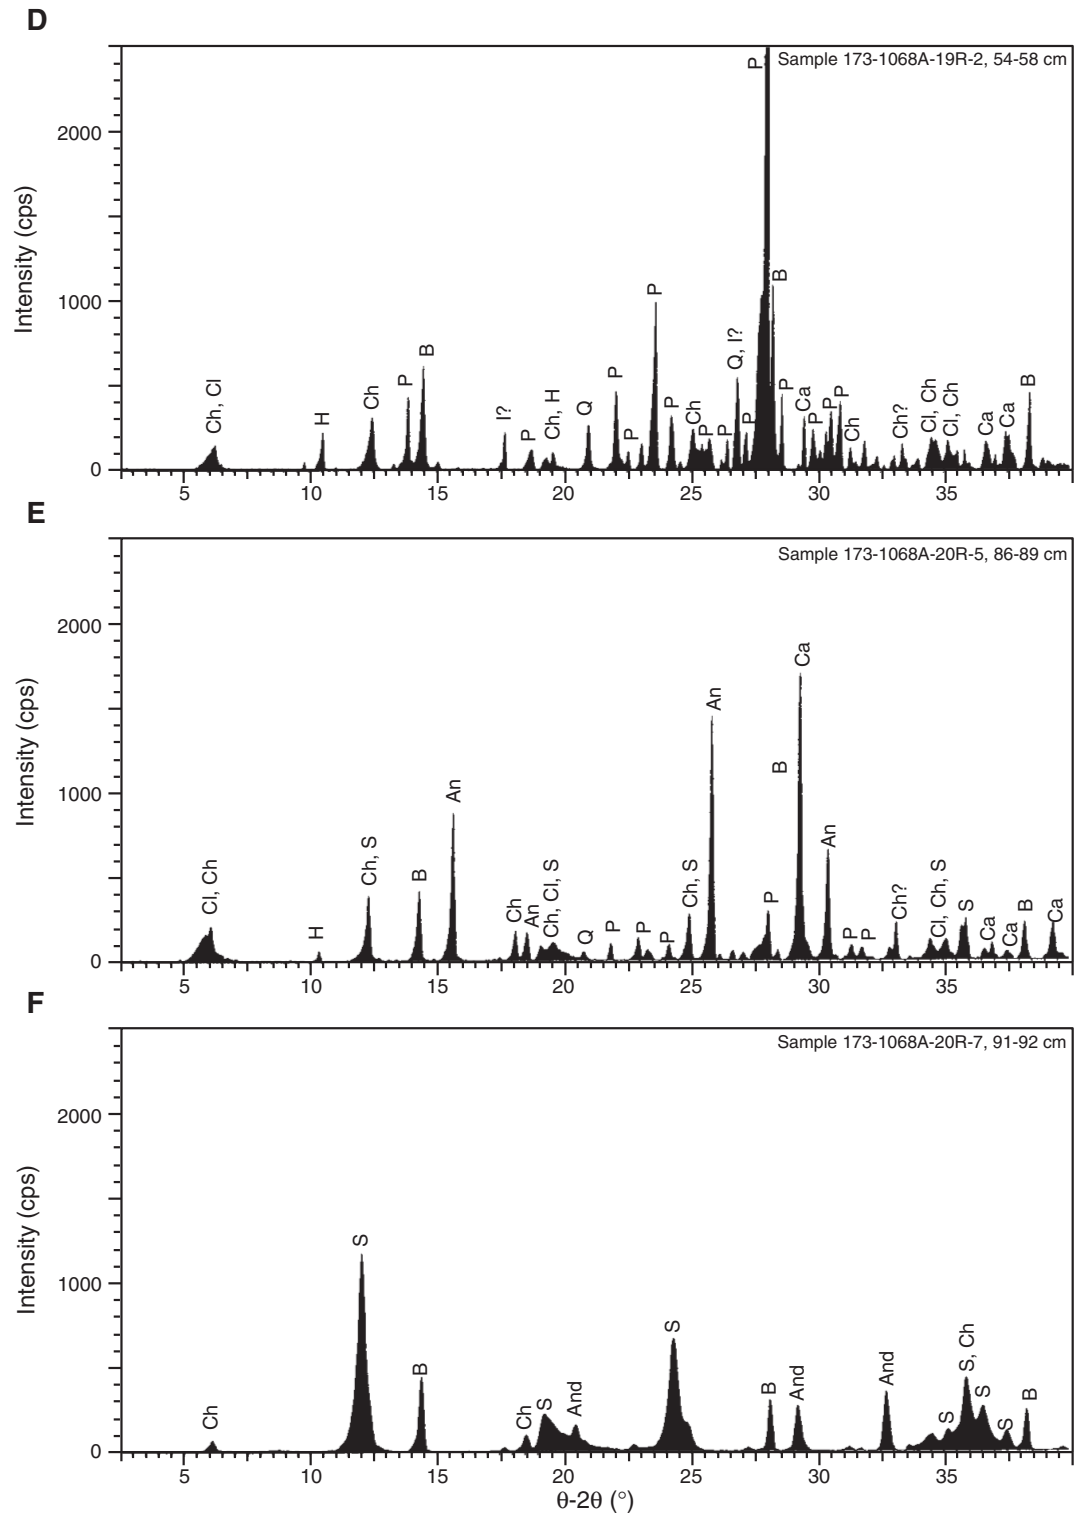 D
Sample 173-1068A-19R-2, 54-58 cm
Intensity (cps)
2000
1000
0
Ch, Cl
H
Ch
P
B
I?
P
Ch, H
Q
P
P
P
P
Ch
P
P
Q, I?
P
P
B
P
Ca
P
P
P
Ch
Ch?
Cl, Ch
Cl, Ch
Ca
Ca
B
5 10 15 20 25 30 35
E
Sample 173-1068A-20R-5, 86-89 cm
Intensity (cps)
2000
1000
0
Cl, Ch
H
Ch, S
B
An
Ch
An
Ch, Cl, S
Q
P
P
P
Ch, S
An
P
B
Ca
An
P
P
Ch?
Cl, Ch, S
S
Ca
Ca
B
Ca
5 10 15 20 25 30 35
F
Sample 173-1068A-20R-7, 91-92 cm
Intensity (cps)
2000
1000
0
Ch
S
B
Ch
S
And
S
B
And
And
S
S, Ch
S
S
B
5 10 15 20 25 30 35
θ-2θ (°)